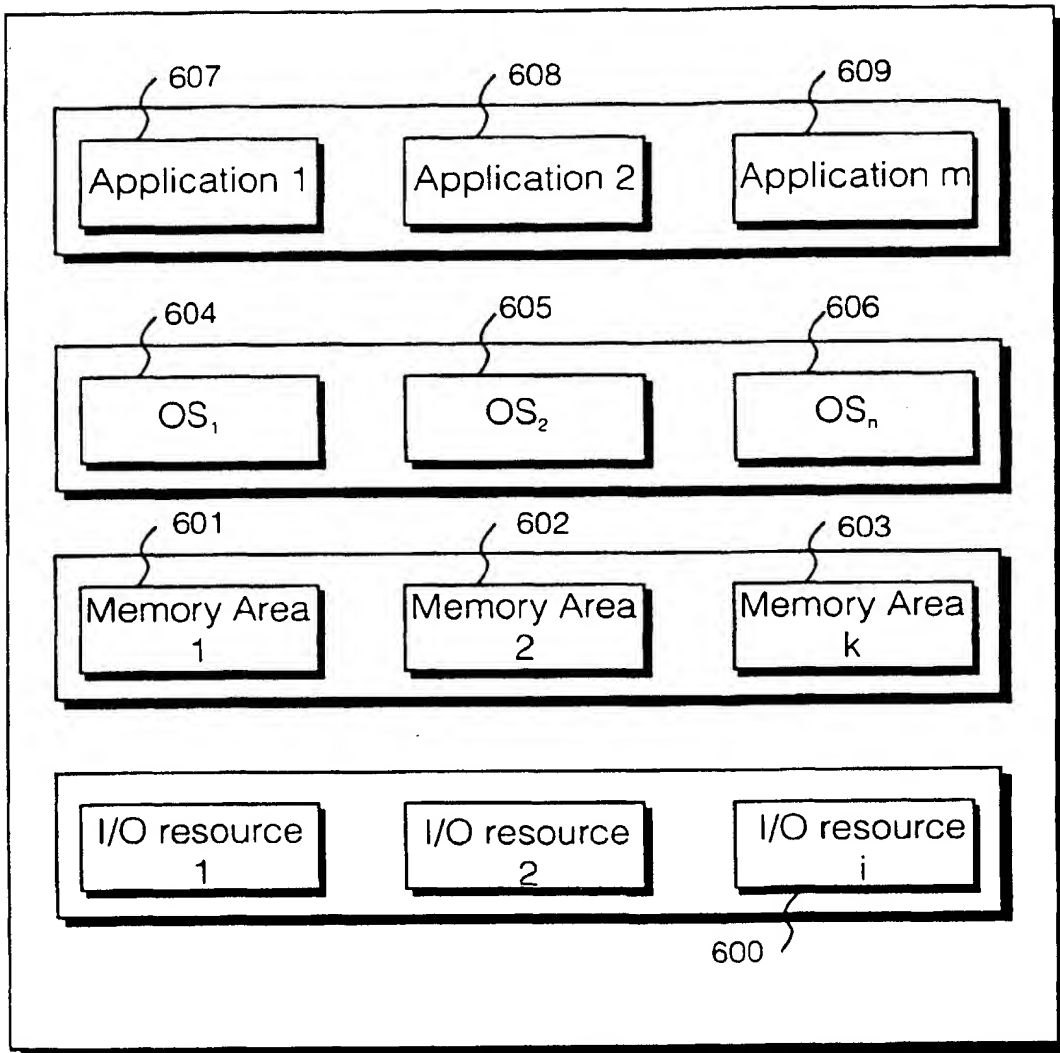 607
608
609
Application 1
Application 2
Application m
604
605
606
OS₁
OS₂
OSₙ
601
602
603
Memory Area
1
Memory Area
2
Memory Area
k
I/O resource
1
I/O resource
2
I/O resource
i
600